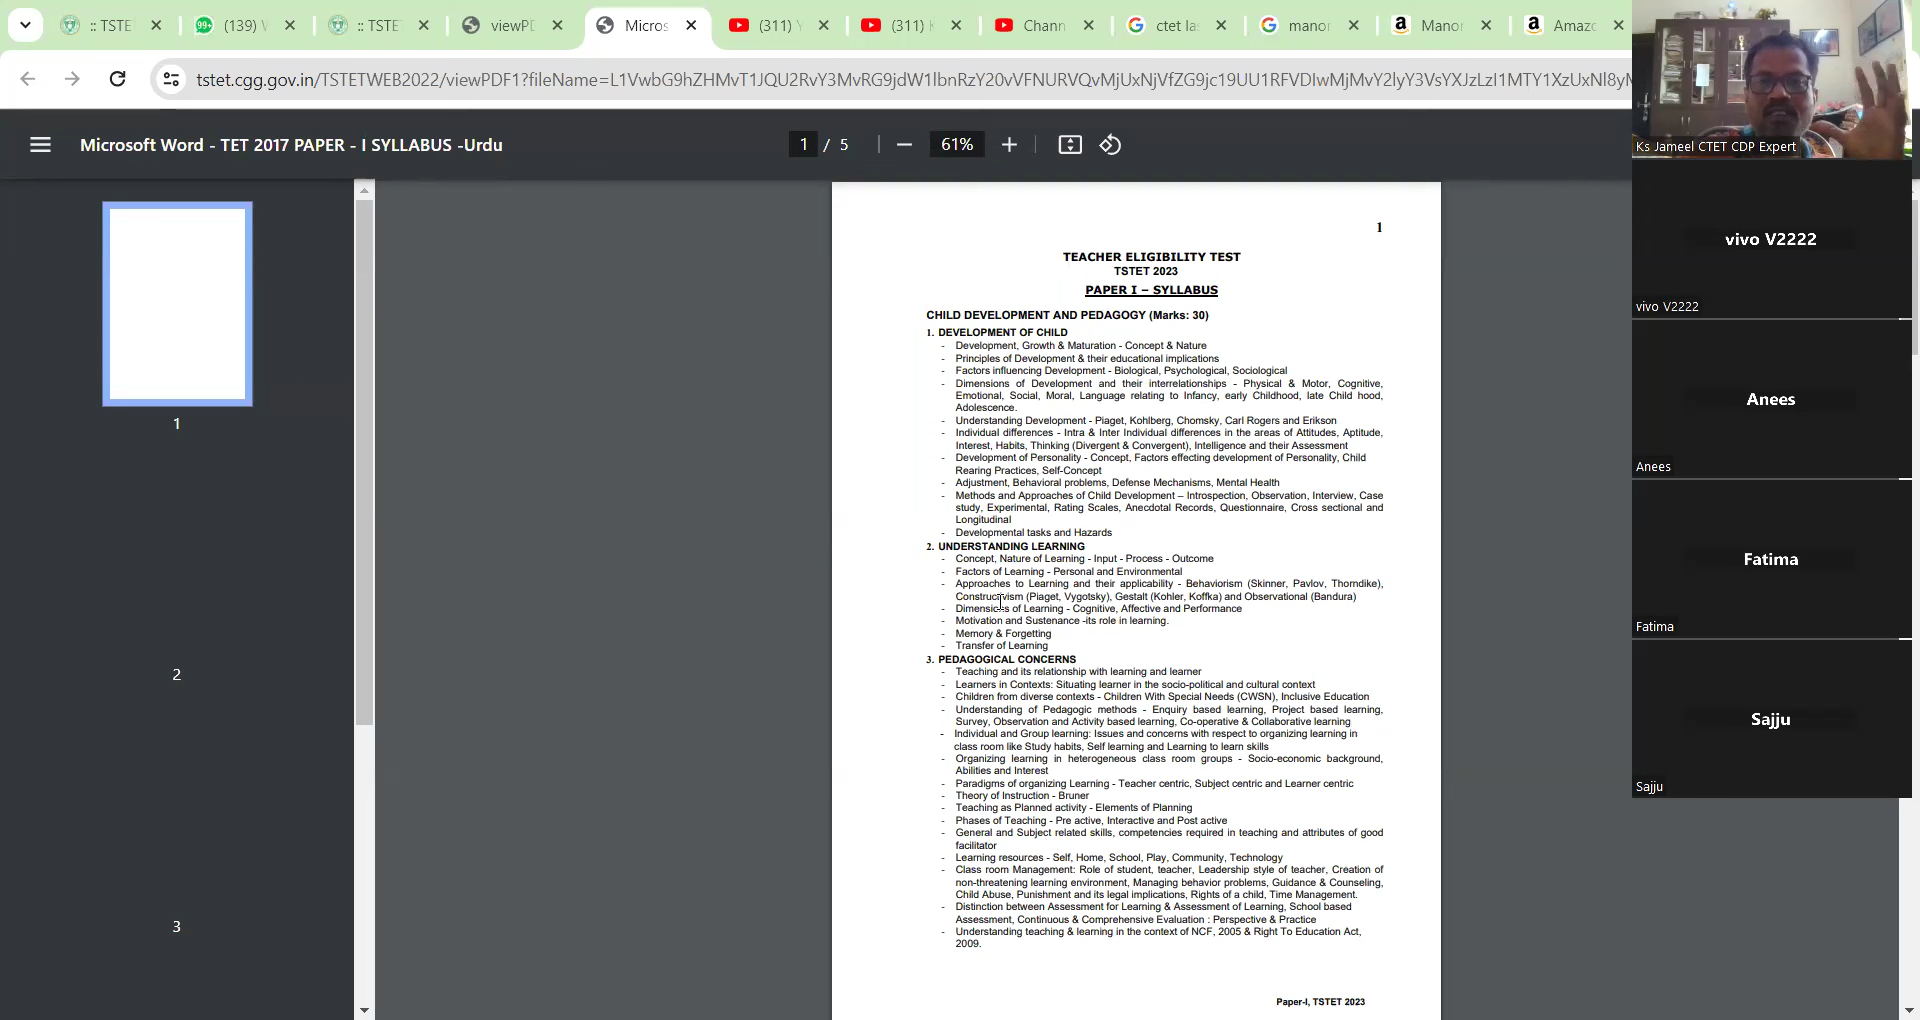 :: TSTE
(139)
:: TSTE
viewP
Micros
(311)
(311)
Chann
ctet la
manor
Manor
Amaz
tstet.cgg.gov.in/TSTETWEB2022/viewPDF1?fileName=
Microsoft Word - TET 2017 PAPER - I SYLLABUS -Urdu
1 / 5
61%
Ks Jameel CTET CDP Expert
vivo V2222
vivo V2222
Anees
Anees
Fatima
Fatima
Sajju
Sajju
1
2
3
1
TEACHER ELIGIBILITY TEST
TSTET 2023
PAPER I – SYLLABUS
CHILD DEVELOPMENT AND PEDAGOGY (Marks: 30)
1. DEVELOPMENT OF CHILD
- Development, Growth & Maturation - Concept & Nature
- Principles of Development & their educational implications
- Factors influencing Development - Biological, Psychological, Sociological
- Dimensions of Development and their interrelationships - Physical & Motor, Cognitive,
Emotional, Social, Moral, Language relating to Infancy, early Childhood, late Child hood,
Adolescence.
- Understanding Development - Piaget, Kohlberg, Chomsky, Carl Rogers and Erikson
- Individual differences - Intra & Inter Individual differences in the areas of Attitudes, Aptitude,
Interest, Habits, Thinking (Divergent & Convergent), Intelligence and their Assessment
- Development of Personality - Concept, Factors effecting development of Personality, Child
Rearing Practices, Self-Concept
- Adjustment, Behavioral problems, Defense Mechanisms, Mental Health
- Methods and Approaches of Child Development – Introspection, Observation, Interview, Case
study, Experimental, Rating Scales, Anecdotal Records, Questionnaire, Cross sectional and
Longitudinal
- Developmental tasks and Hazards
2. UNDERSTANDING LEARNING
- Concept, Nature of Learning - Input - Process - Outcome
- Factors of Learning - Personal and Environmental
- Approaches to Learning and their applicability - Behaviorism (Skinner, Pavlov, Thorndike),
Constructivism (Piaget, Vygotsky), Gestalt (Kohler, Koffka) and Observational (Bandura)
- Dimensions of Learning - Cognitive, Affective and Performance
- Motivation and Sustenance -its role in learning.
- Memory & Forgetting
- Transfer of Learning
3. PEDAGOGICAL CONCERNS
- Teaching and its relationship with learning and learner
- Learners in Contexts: Situating learner in the socio-political and cultural context
- Children from diverse contexts - Children With Special Needs (CWSN), Inclusive Education
- Understanding of Pedagogic methods - Enquiry based learning, Project based learning,
Survey, Observation and Activity based learning, Co-operative & Collaborative learning
- Individual and Group learning: Issues and concerns with respect to organizing learning in
class room like Study habits, Self learning and Learning to learn skills
- Organizing learning in heterogeneous class room groups - Socio-economic background,
Abilities and Interest
- Paradigms of organizing Learning - Teacher centric, Subject centric and Learner centric
- Theory of Instruction - Bruner
- Teaching as Planned activity - Elements of Planning
- Phases of Teaching - Pre active, Interactive and Post active
- General and Subject related skills, competencies required in teaching and attributes of good
facilitator
- Learning resources - Self, Home, School, Play, Community, Technology
- Class room Management: Role of student, teacher, Leadership style of teacher, Creation of
non-threatening learning environment, Managing behavior problems, Guidance & Counseling,
Child Abuse, Punishment and its legal implications, Rights of a child, Time Management.
- Distinction between Assessment for Learning & Assessment of Learning, School based
Assessment, Continuous & Comprehensive Evaluation : Perspective & Practice
- Understanding teaching & learning in the context of NCF, 2005 & Right To Education Act,
2009.
Paper-I, TSTET 2023